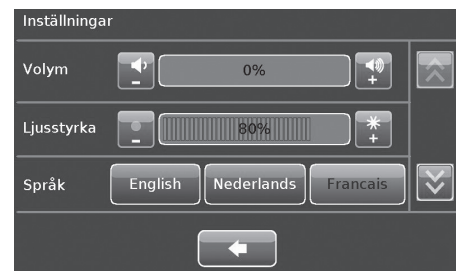 Inställningar
Volym 0%
Ljusstyrka 80%
Språk English Nederlands Francais